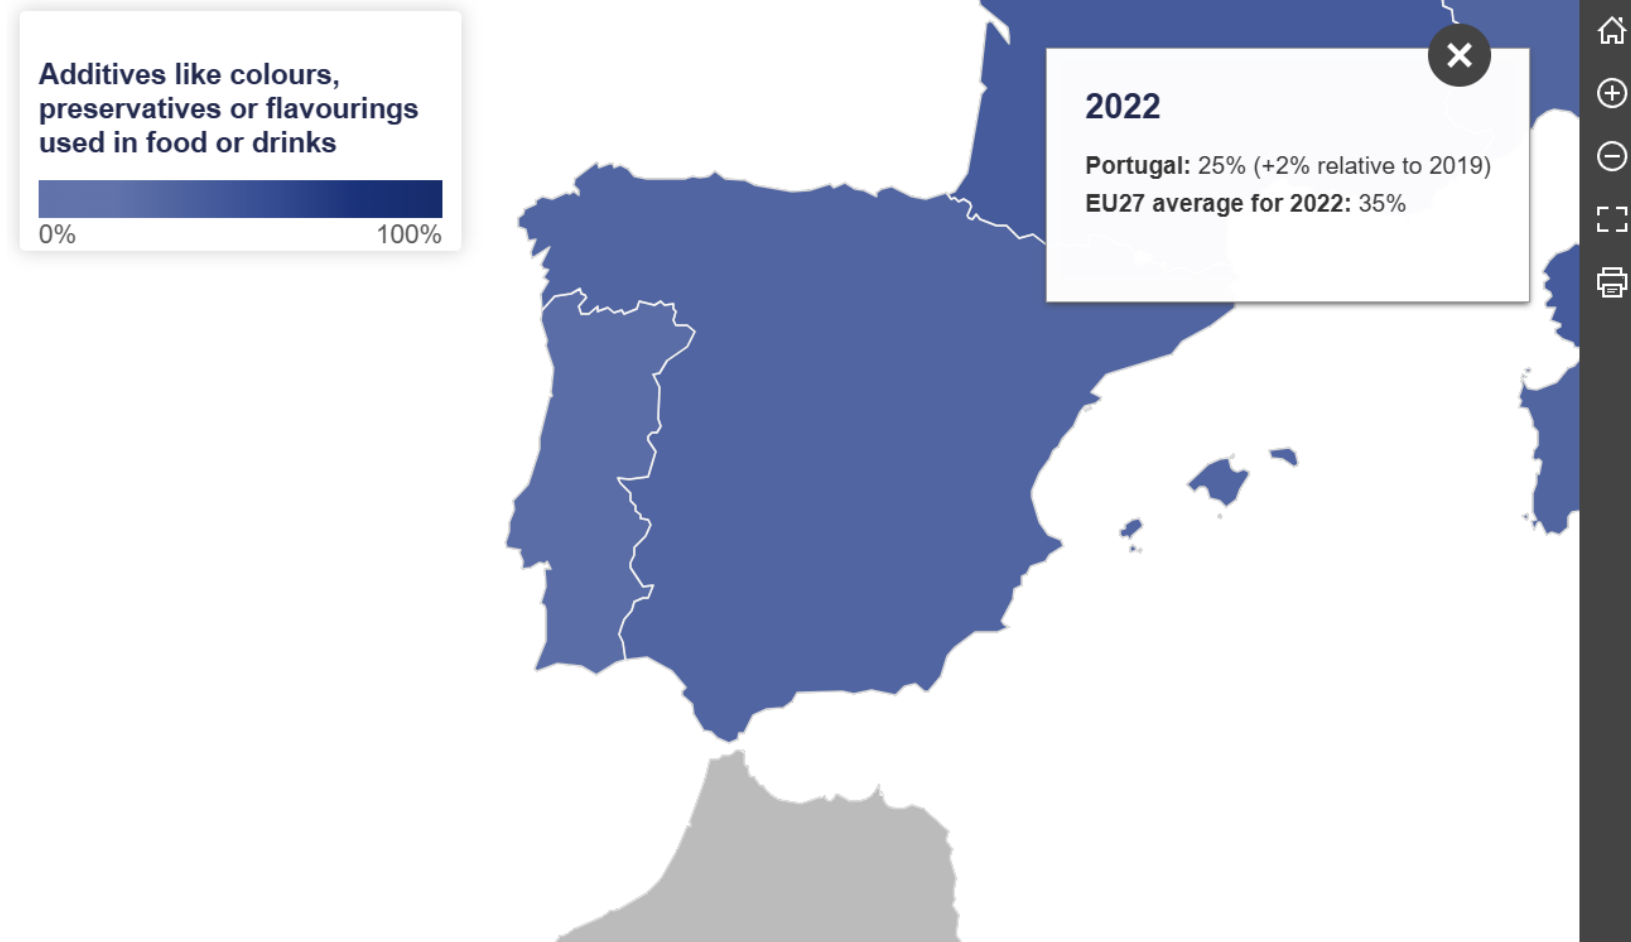 Additives like colours,
preservatives or flavourings
used in food or drinks
0% 100%
2022
Portugal: 25% (+2% relative to 2019)
EU27 average for 2022: 35%